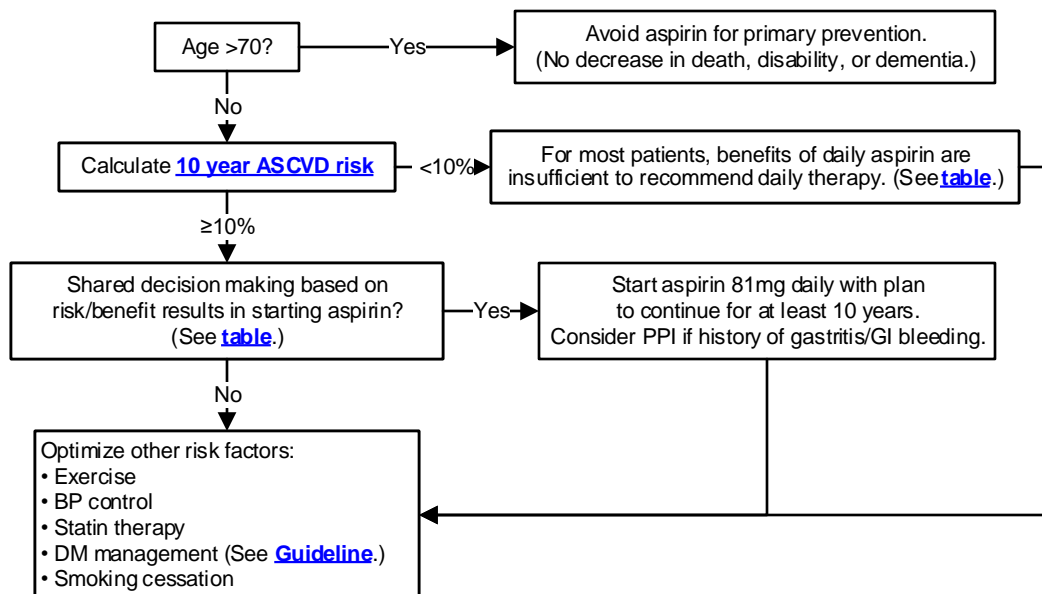 Age >70?
Yes
Avoid aspirin for primary prevention.
(No decrease in death, disability, or dementia.)
No
Calculate 10 year ASCVD risk
<10%
For most patients, benefits of daily aspirin are
insufficient to recommend daily therapy. (See table.)
≥10%
Shared decision making based on
risk/benefit results in starting aspirin?
(See table.)
Yes
Start aspirin 81mg daily with plan
to continue for at least 10 years.
Consider PPI if history of gastritis/GI bleeding.
No
Optimize other risk factors:
• Exercise
• BP control
• Statin therapy
• DM management (See Guideline.)
• Smoking cessation